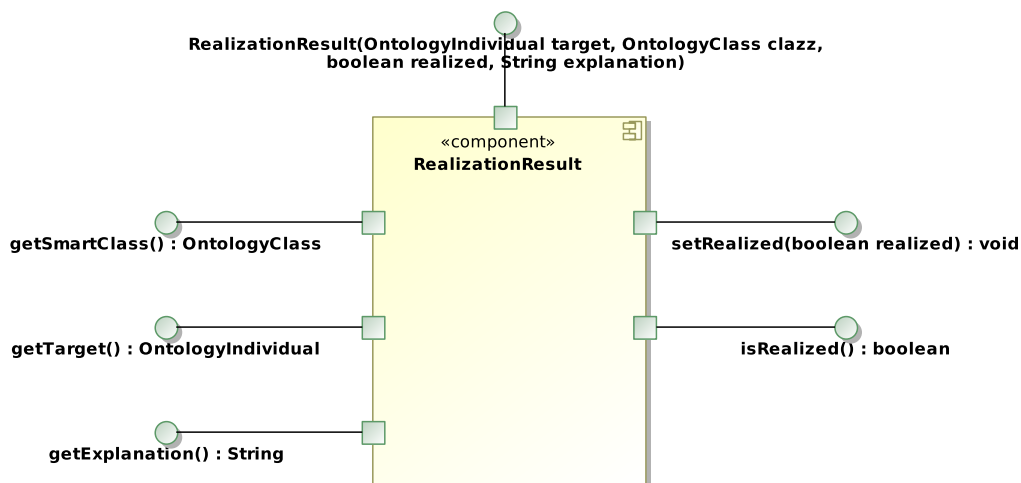 RealizationResult(OntologyIndividual target, OntologyClass clazz,
boolean realized, String explanation)
«component»
RealizationResult
getSmartClass() : OntologyClass
setRealized(boolean realized) : void
getTarget() : OntologyIndividual
isRealized() : boolean
getExplanation() : String